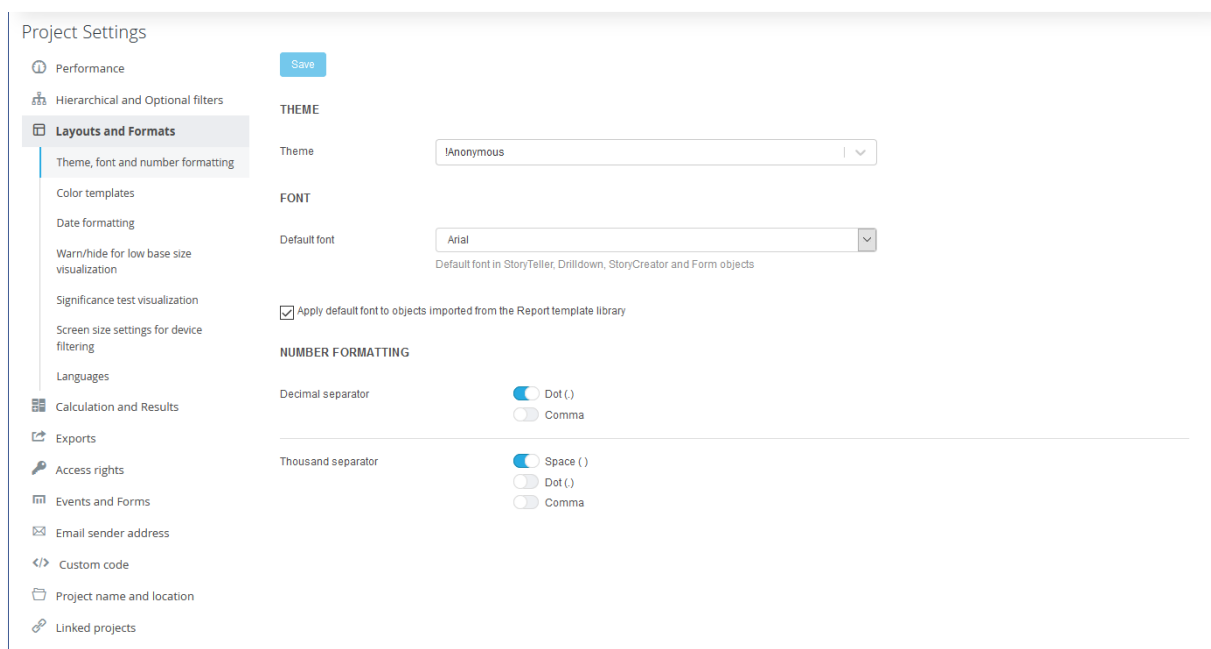 Project Settings
Performance
Hierarchical and Optional filters
Layouts and Formats
Theme, font and number formatting
Color templates
Date formatting
Warn/hide for low base size
visualization
Significance test visualization
Screen size settings for device
filtering
Languages
Calculation and Results
Exports
Access rights
Events and Forms
Email sender address
Custom code
Project name and location
Linked projects
Save
THEME
Theme
!Anonymous
FONT
Default font
Arial
Default font in StoryTeller, Drilldown, StoryCreator and Form objects
Apply default font to objects imported from the Report template library
NUMBER FORMATTING
Decimal separator
Dot (.)
Comma
Thousand separator
Space ( )
Dot (.)
Comma